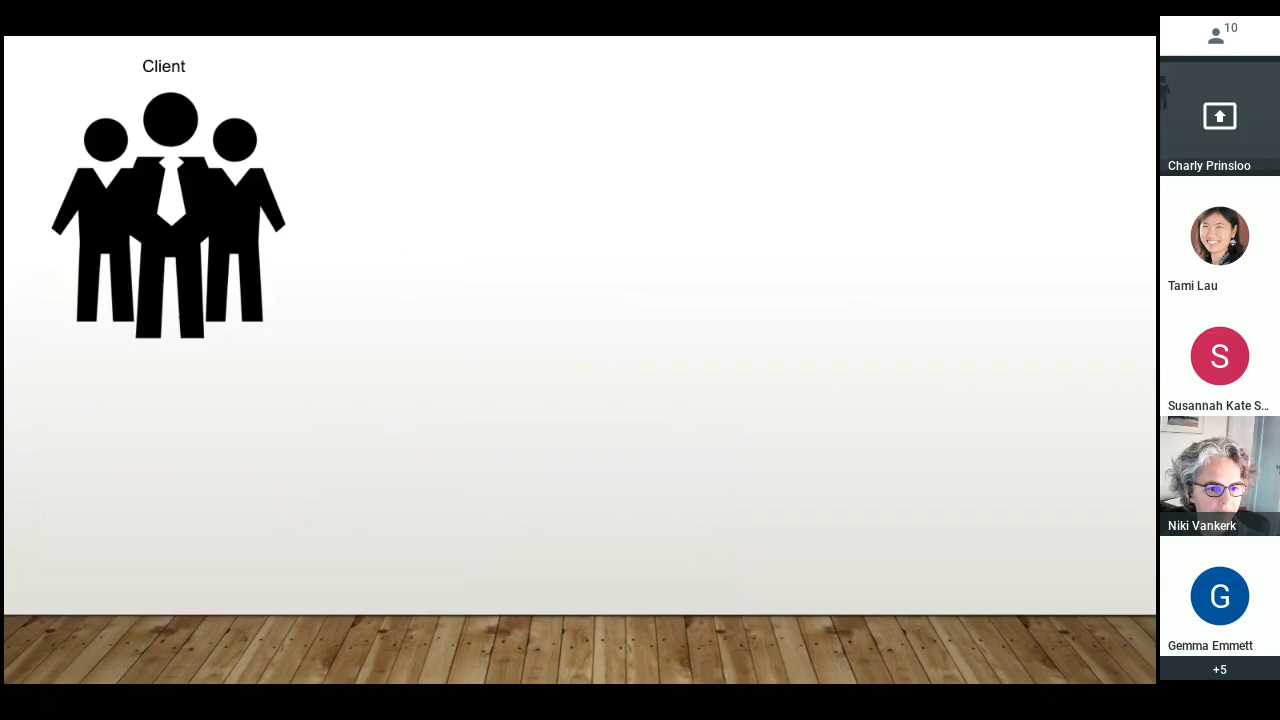 Client
10
Charly Prinsloo
Tami Lau
S
Susannah Kate S...
Niki Vankerk
G
Gemma Emmett
+5